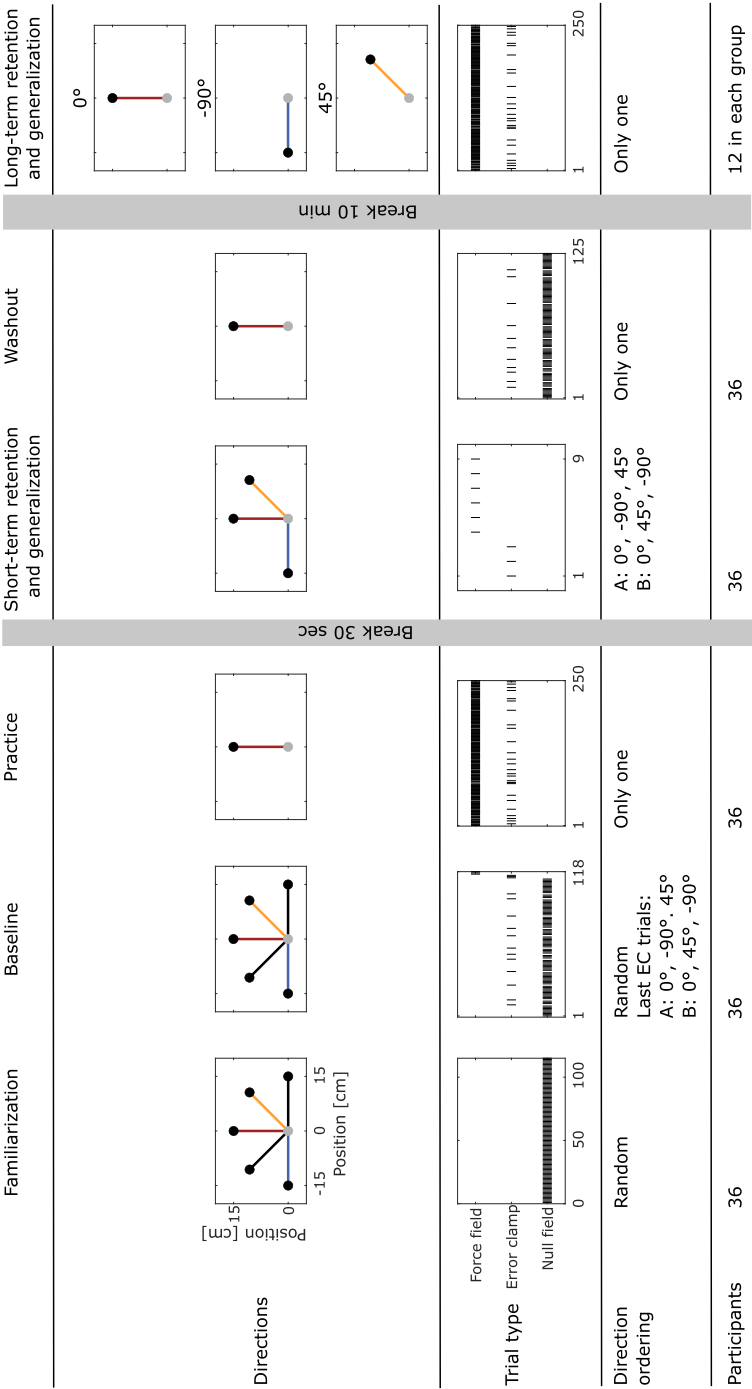 Familiarization
Baseline
Practice
Short-term retention
and generalization
Washout
Long-term retention
and generalization
Directions
Position [cm]
15
0
-15
0
15
Position [cm]
Break 30 sec
Break 10 min
0°
-90°
45°
Trial type
Force field
Error clamp
Null field
0
50
100
1
118
1
250
1
9
1
125
1
250
Direction
ordering
Random
Random
Last EC trials:
A: 0°, -90°. 45°
B: 0°, 45°, -90°
Only one
A: 0°, -90°, 45°
B: 0°, 45°, -90°
Only one
Only one
Participants
36
36
36
36
36
12 in each group